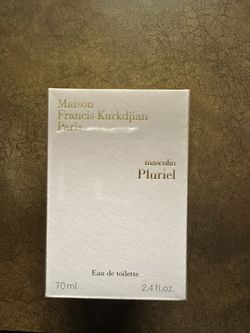 Maison
Francis Kurkdjian
Paris
masculin
Pluriel
Eau de toilette
70 ml 2.4 fl.oz.